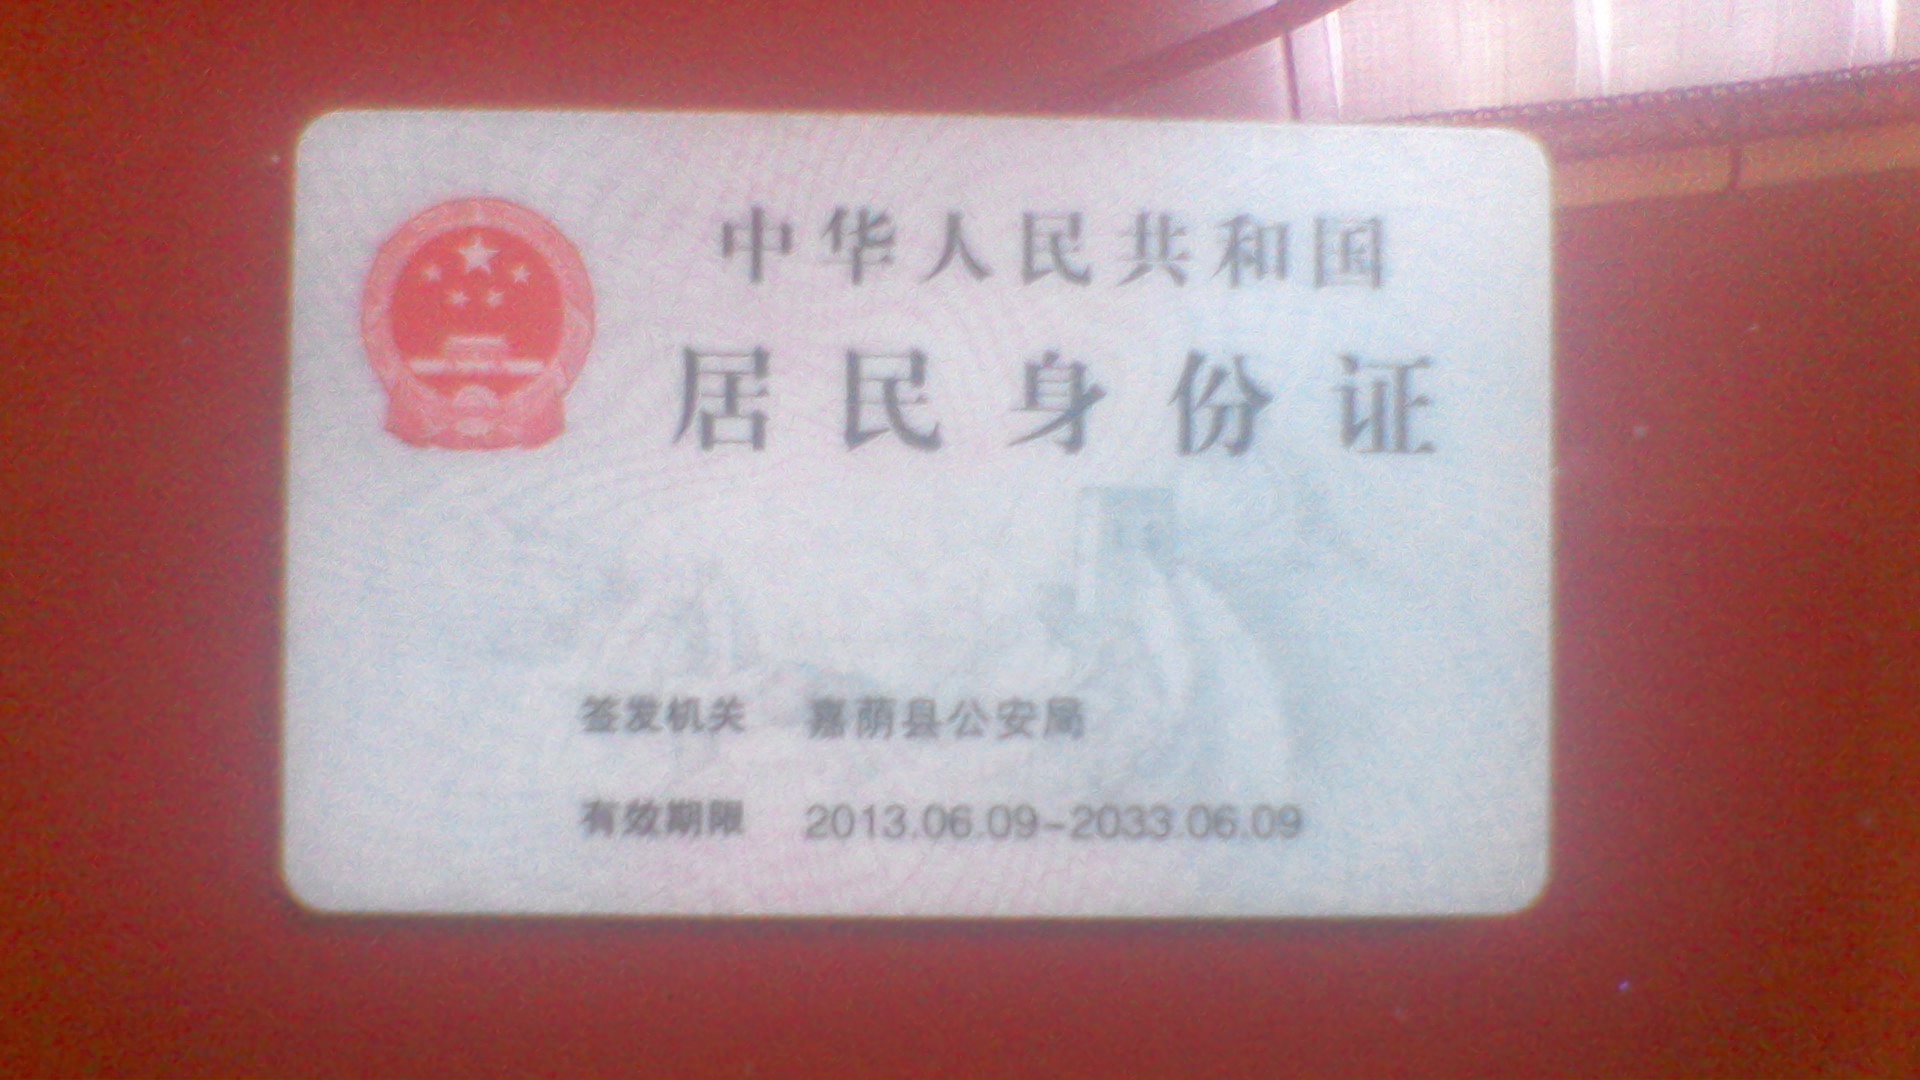 中华人民共和国
居民身份证
签发机关 嘉荫县公安局
有效期限 2013.06.09-2033.06.09